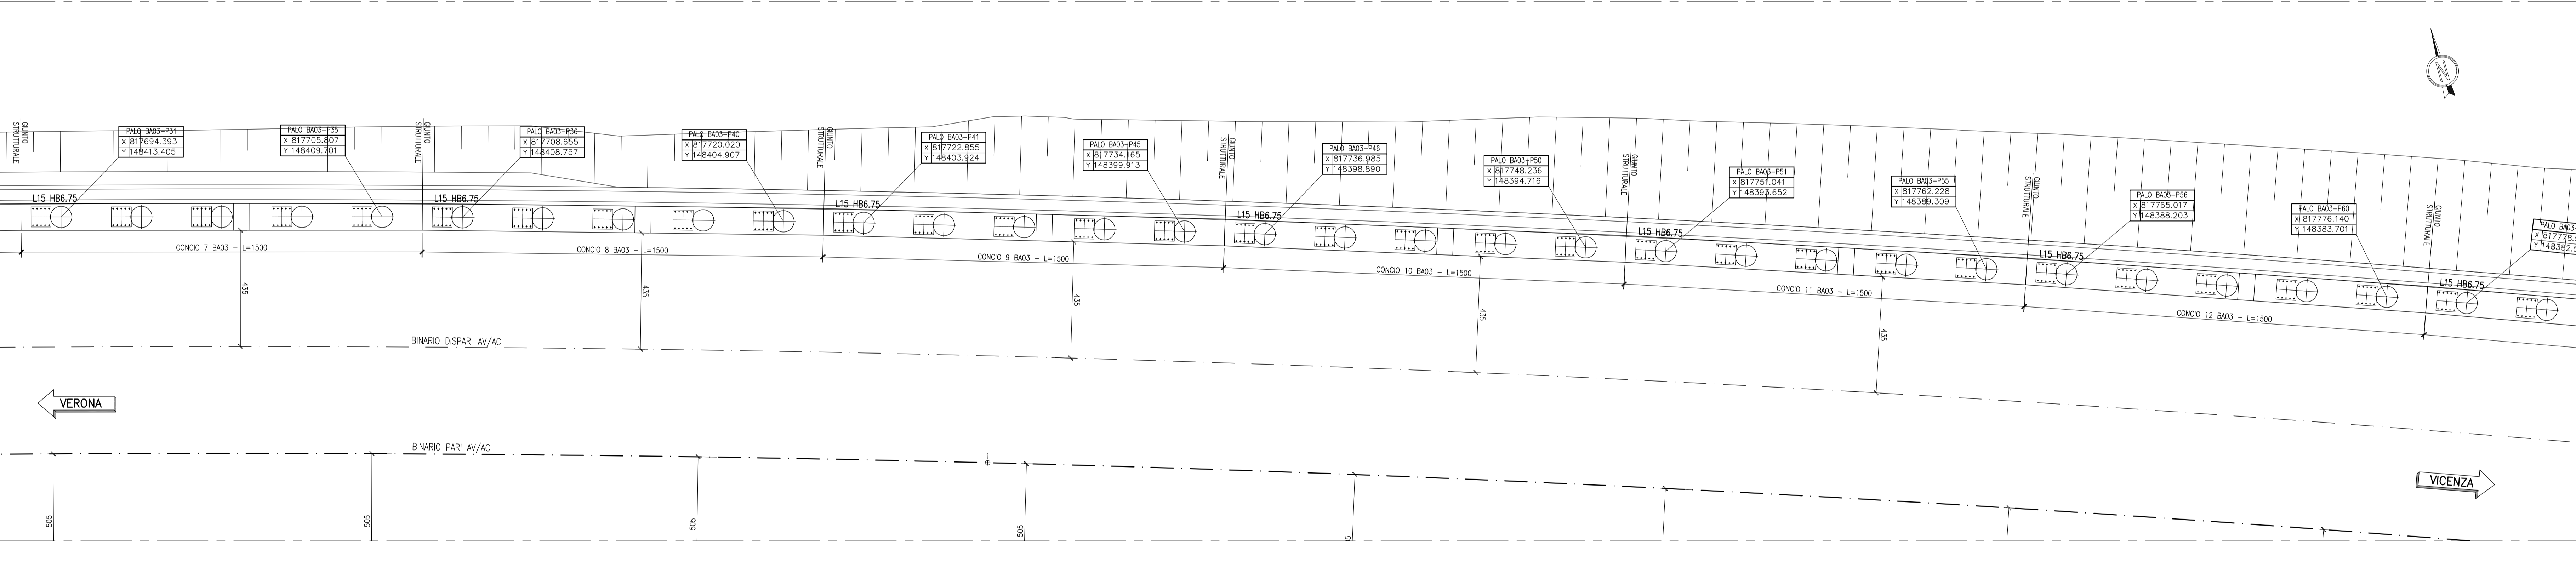 N
GIUNTO
STRUTTURALE
PALO BA03-P31
X 817694.393
Y 148413.405
PALO BA03-P35
X 817705.807
Y 148409.701
GIUNTO
STRUTTURALE
PALO BA03-P36
X 817708.655
Y 148408.757
PALO BA03-P40
X 817720.020
Y 148404.907
GIUNTO
STRUTTURALE
PALO BA03-P41
X 817722.855
Y 148403.924
PALO BA03-P45
X 817734.165
Y 148399.913
GIUNTO
STRUTTURALE
PALO BA03-P46
X 817736.985
Y 148398.890
PALO BA03-P50
X 817748.236
Y 148394.716
GIUNTO
STRUTTURALE
PALO BA03-P51
X 817751.041
Y 148393.652
PALO BA03-P55
X 817762.228
Y 148389.309
GIUNTO
STRUTTURALE
PALO BA03-P56
X 817765.017
Y 148388.203
PALO BA03-P60
X 817776.140
Y 148383.701
GIUNTO
STRUTTURALE
PALO BA03-
X 817778.
Y 148382.
L15 HB6.75
L15 HB6.75
L15 HB6.75
L15 HB6.75
L15 HB6.75
L15 HB6.75
L15 HB6.75
CONCIO 7 BA03 - L=1500
CONCIO 8 BA03 - L=1500
CONCIO 9 BA03 - L=1500
CONCIO 10 BA03 - L=1500
CONCIO 11 BA03 - L=1500
CONCIO 12 BA03 - L=1500
435
435
435
435
435
BINARIO DISPARI AV/AC
VERONA
BINARIO PARI AV/AC
1
VICENZA
505
505
505
505